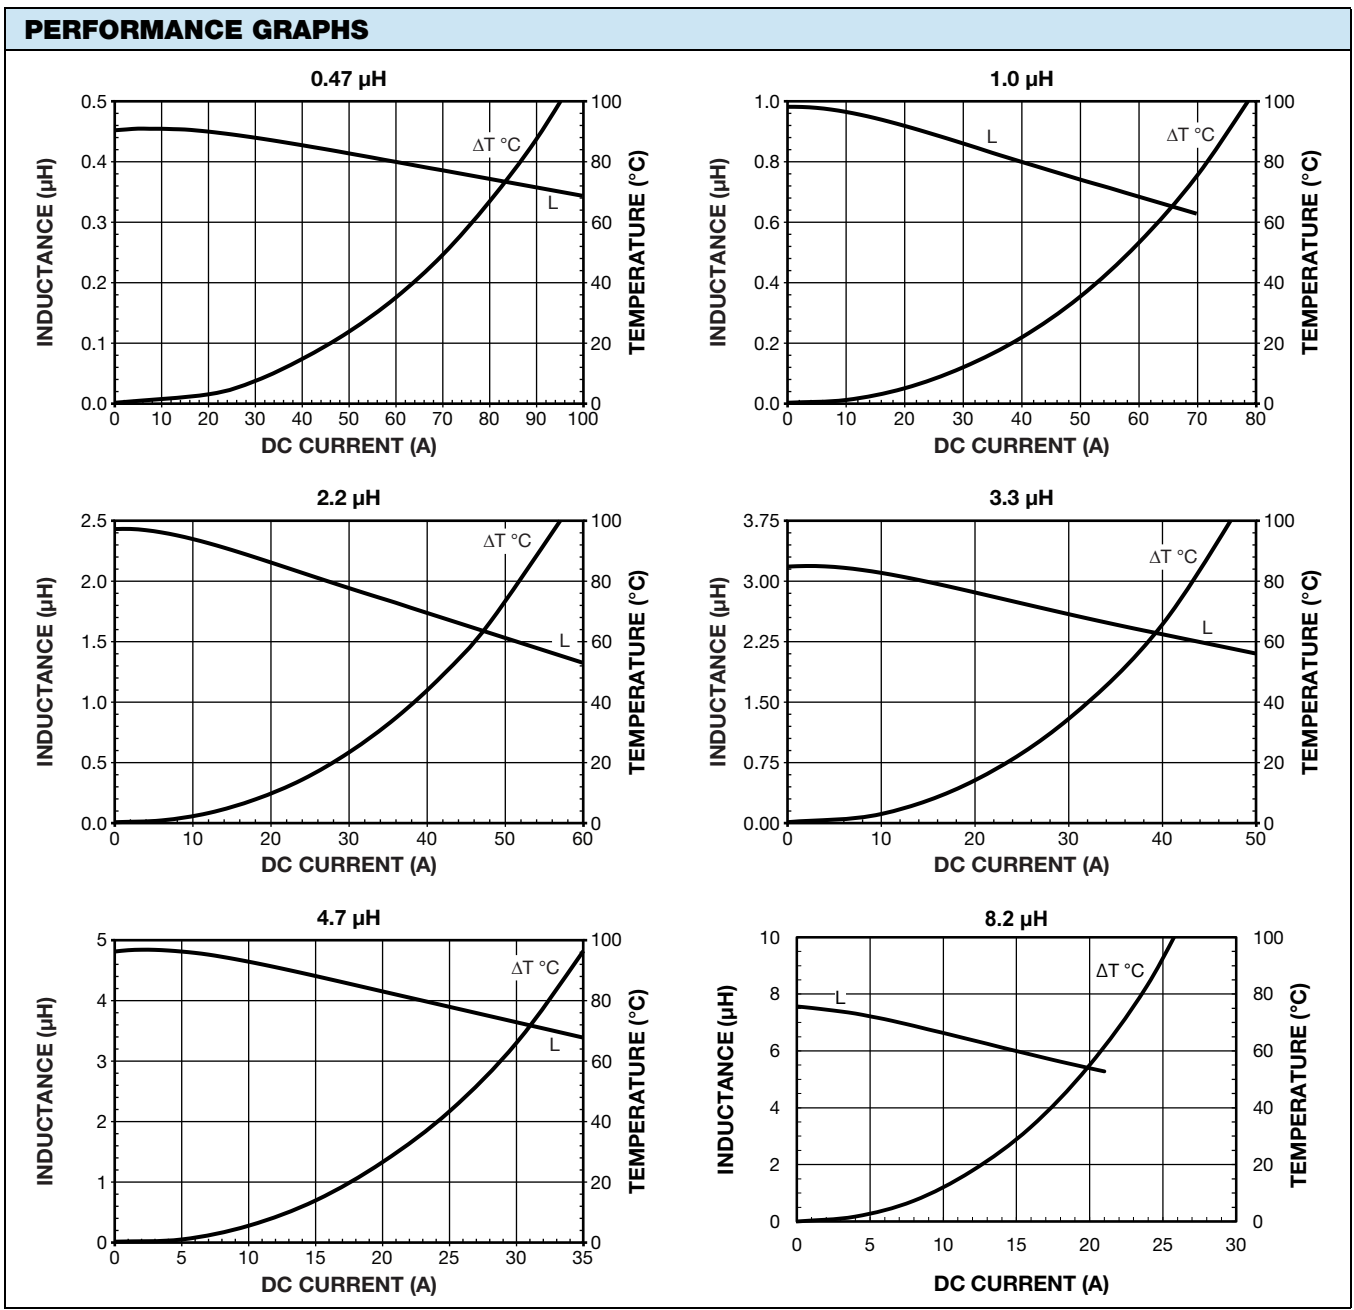 PERFORMANCE GRAPHS
0.47 µH
0.5
0.4
0.3
0.2
0.1
0.0
INDUCTANCE (µH)
ΔT °C
L
100
80
60
40
20
0
TEMPERATURE (°C)
0 10 20 30 40 50 60 70 80 90 100
DC CURRENT (A)
1.0 µH
1.0
0.8
0.6
0.4
0.2
0.0
INDUCTANCE (µH)
L
ΔT °C
100
80
60
40
20
0
TEMPERATURE (°C)
0 10 20 30 40 50 60 70 80
DC CURRENT (A)
2.2 µH
2.5
2.0
1.5
1.0
0.5
0.0
INDUCTANCE (µH)
ΔT °C
L
100
80
60
40
20
0
TEMPERATURE (°C)
0 10 20 30 40 50 60
DC CURRENT (A)
3.3 µH
3.75
3.00
2.25
1.50
0.75
0.00
INDUCTANCE (µH)
ΔT °C
L
100
80
60
40
20
0
TEMPERATURE (°C)
0 10 20 30 40 50
DC CURRENT (A)
4.7 µH
5
4
3
2
1
0
INDUCTANCE (µH)
ΔT °C
L
100
80
60
40
20
0
TEMPERATURE (°C)
0 5 10 15 20 25 30 35
DC CURRENT (A)
8.2 µH
10
8
6
4
2
0
INDUCTANCE (µH)
L
ΔT °C
100
80
60
40
20
0
TEMPERATURE (°C)
0 5 10 15 20 25 30
DC CURRENT (A)